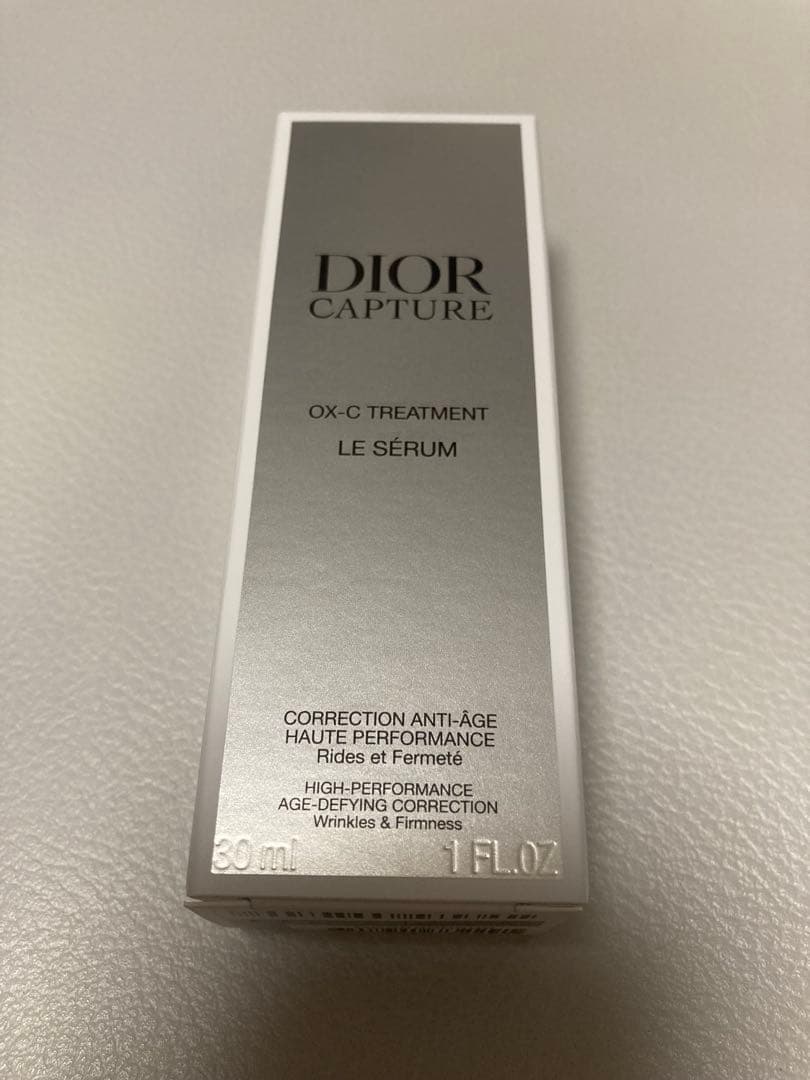 DIOR
CAPTURE
OX-C TREATMENT
LE SÉRUM
CORRECTION ANTI-ÂGE
HAUTE PERFORMANCE
Rides et Fermeté
HIGH-PERFORMANCE
AGE-DEFYING CORRECTION
Wrinkles & Firmness
30 ml 1 FL.OZ